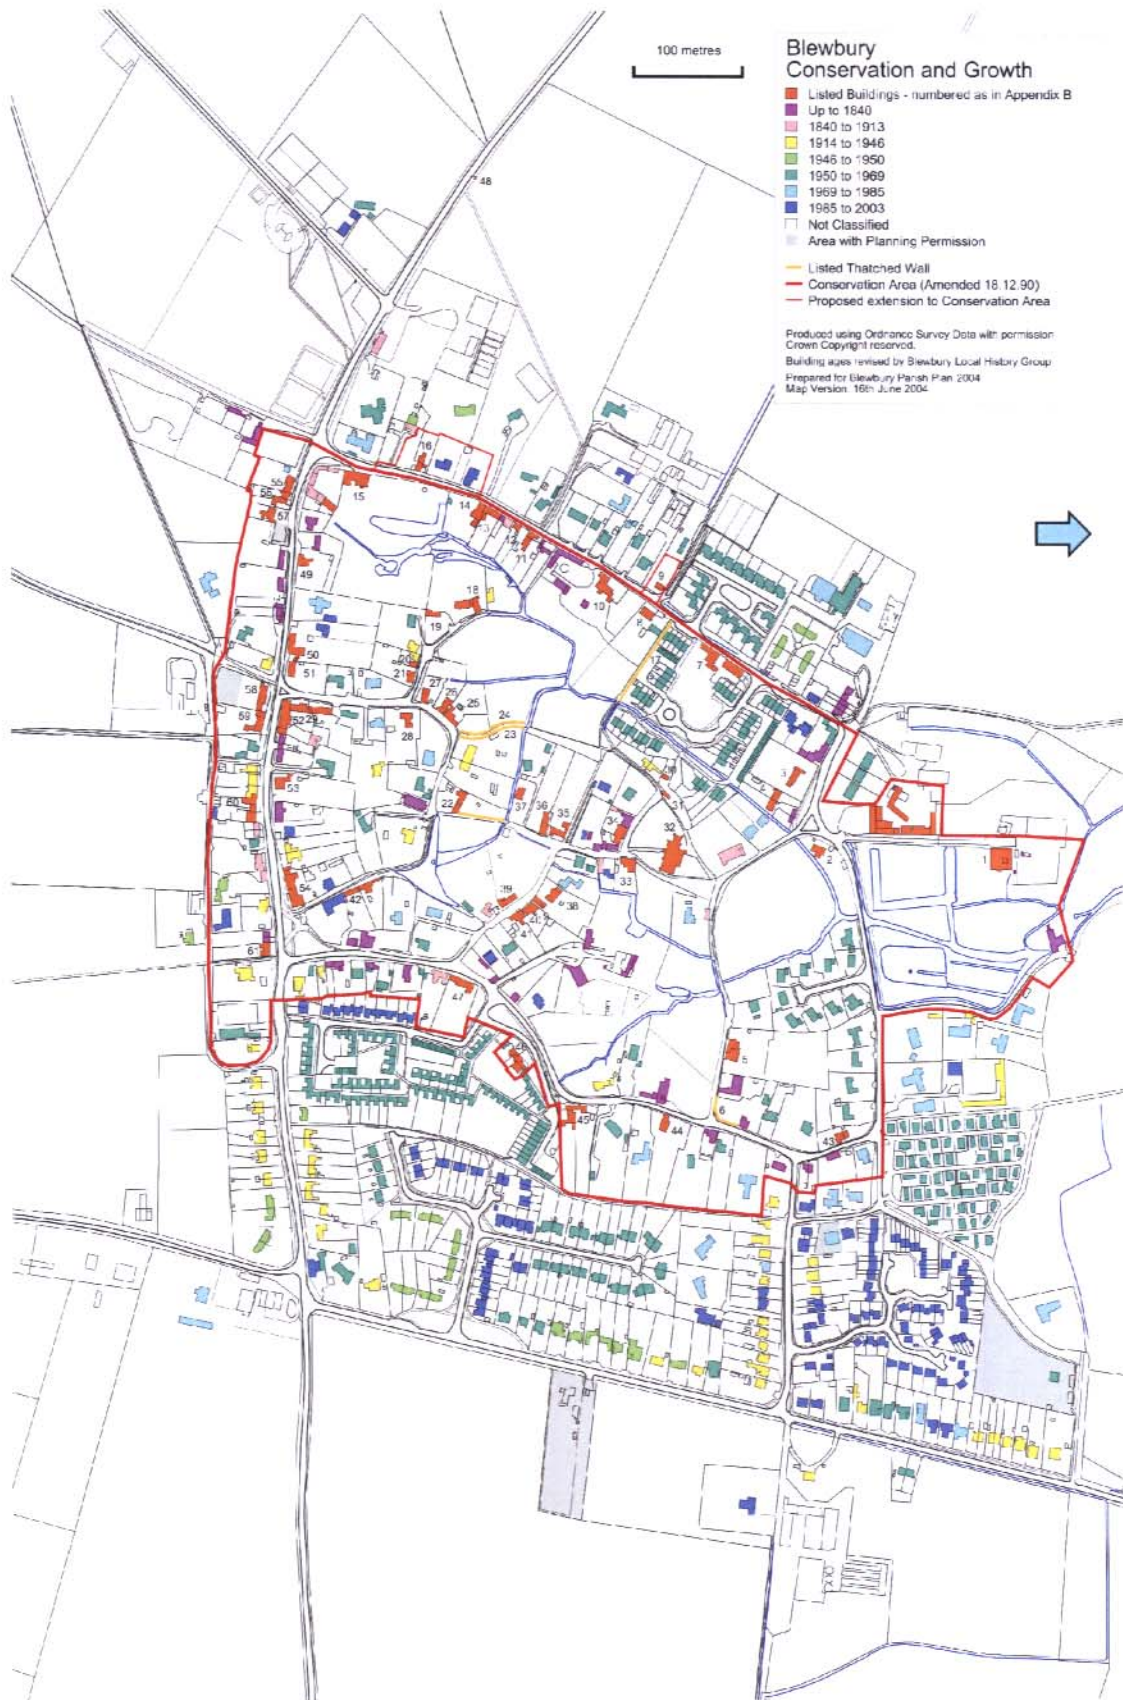 100 metres
Blewbury
Conservation and Growth
Listed Buildings - numbered as in Appendix B
Up to 1840
1840 to 1913
1914 to 1946
1946 to 1950
1950 to 1969
1969 to 1985
1985 to 2003
Not Classified
Area with Planning Permission
Listed Thatched Wall
Conservation Area (Amended 18.12.90)
Proposed extension to Conservation Area
Produced using Ordnance Survey Data with permission
Crown Copyright reserved.
Building ages revised by Blewbury Local History Group
Prepared for Blewbury Parish Plan 2004
Map Version: 16th June 2004
48
16
55
56
57
15
14
13
12
11
49
18
10
9
19
8
17
7
50
51
20
21
27
26
25
58
59
52
29
28
24
23
53
60
22
37
36
35
34
31
32
3
4
2
1
54
42
39
38
40
41
33
61
47
46
5
6
45
44
43